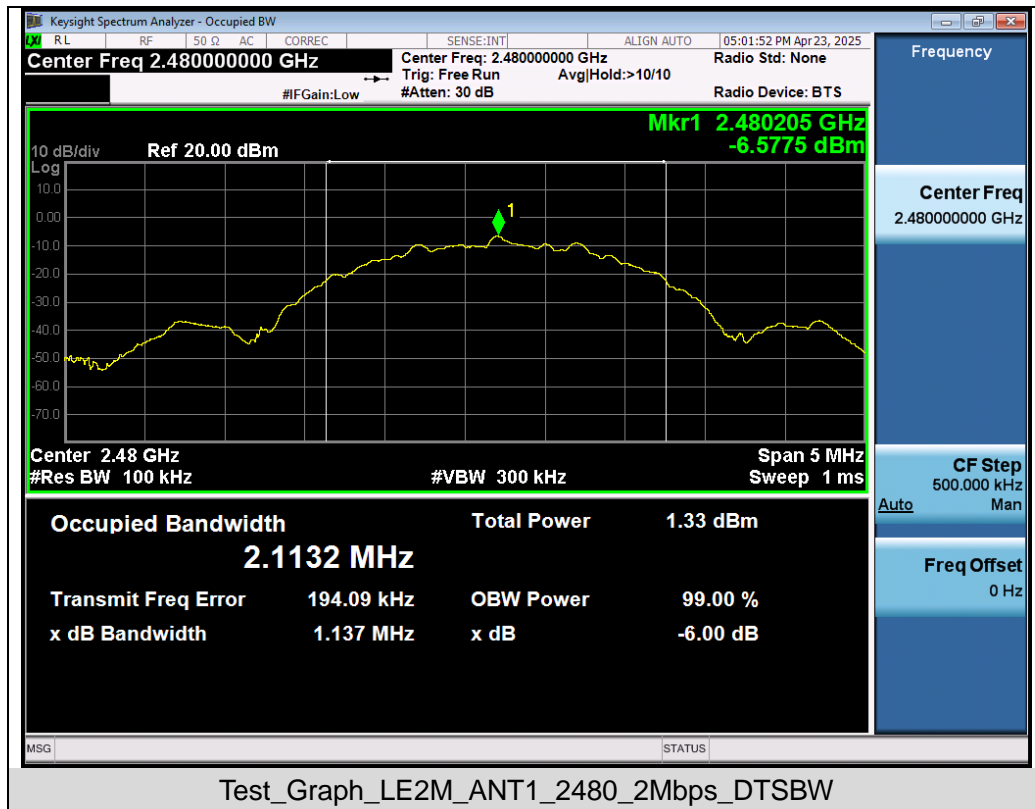 Keysight Spectrum Analyzer - Occupied BW
LXI RL RF 50 Ω AC CORREC SENSE:INT ALIGN AUTO 05:01:52 PM Apr 23, 2025
Center Freq 2.480000000 GHz
Center Freq: 2.480000000 GHz
Radio Std: None
Trig: Free Run Avg|Hold:>10/10
#IFGain:Low
#Atten: 30 dB
Radio Device: BTS
Mkr1 2.480205 GHz
-6.5775 dBm
10 dB/div Ref 20.00 dBm
Log
10.0
0.00
-10.0
-20.0
-30.0
-40.0
-50.0
-60.0
-70.0
1
Center 2.48 GHz Span 5 MHz
#Res BW 100 kHz #VBW 300 kHz Sweep 1 ms
Occupied Bandwidth Total Power 1.33 dBm
2.1132 MHz
Transmit Freq Error 194.09 kHz OBW Power 99.00 %
x dB Bandwidth 1.137 MHz x dB -6.00 dB
MSG STATUS
Frequency
Center Freq
2.480000000 GHz
CF Step
500.000 kHz
Auto Man
Freq Offset
0 Hz
Test_Graph_LE2M_ANT1_2480_2Mbps_DTSBW